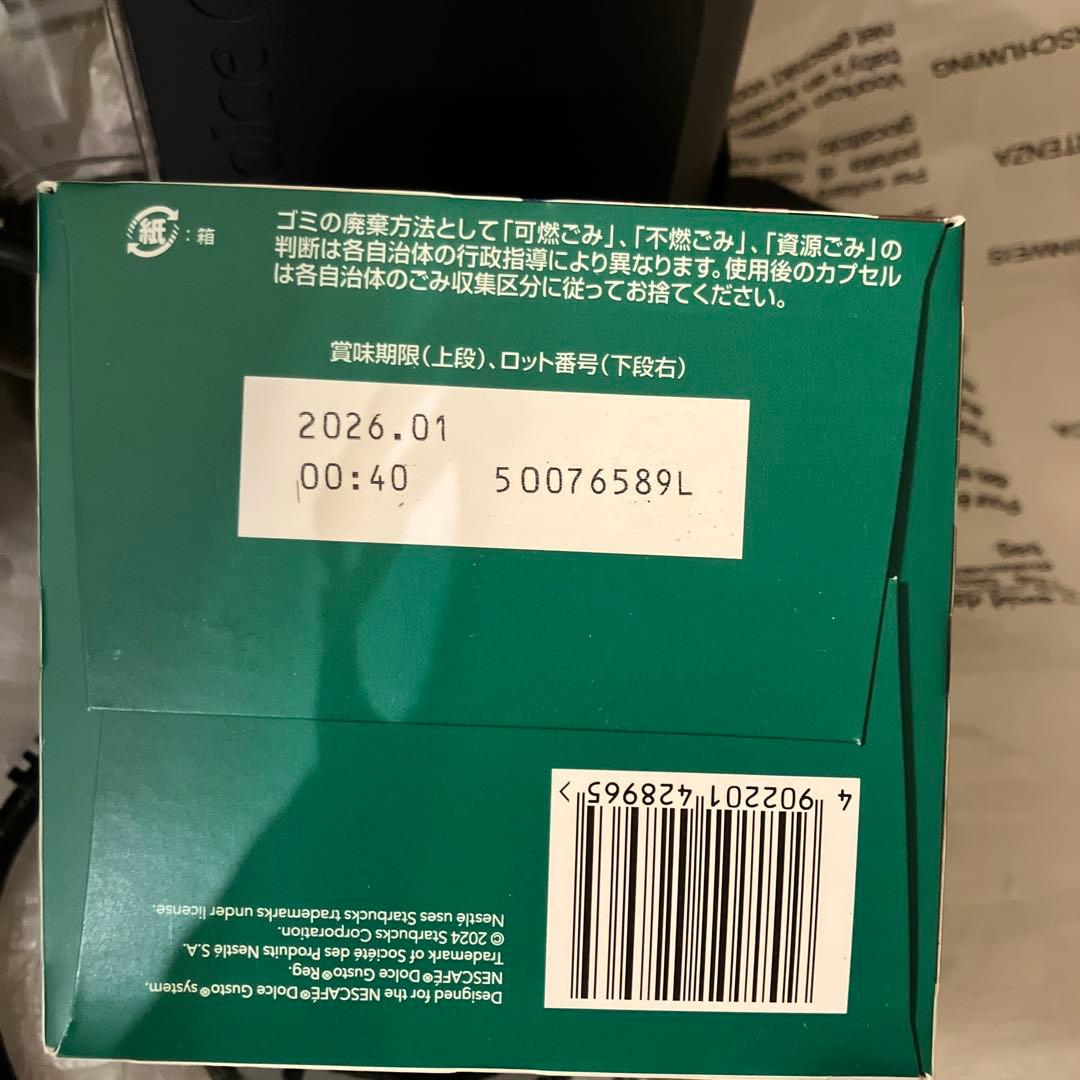 紙:箱
ゴミの廃棄方法として「可燃ごみ」、「不燃ごみ」、「資源ごみ」の
判断は各自治体の行政指導により異なります。使用後のカプセル
は各自治体のごみ収集区分に従ってお捨てください。
賞味期限(上段)、ロット番号(下段右)
2026.01
00:40 50076589L
4 902201 428965 >
Designed for the NESCAFÉ® Dolce Gusto® system.
NESCAFÉ® Dolce Gusto® Reg.
Trademark of Société des Produits Nestlé S.A.
© 2024 Starbucks Corporation.
Nestlé uses Starbucks trademarks under license.